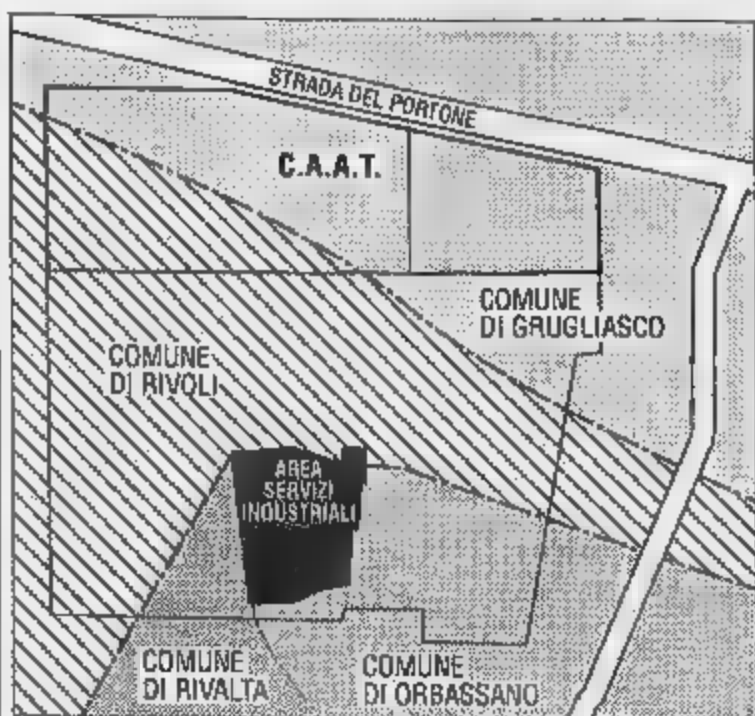 STRADA DEL PORTONE
C.A.A.T.
COMUNE
DI GRUGLIASCO
COMUNE
DI RIVOLI
AREA
SERVIZI
INDUSTRIALI
COMUNE
DI RIVALTA
COMUNE
DI ORBASSANO